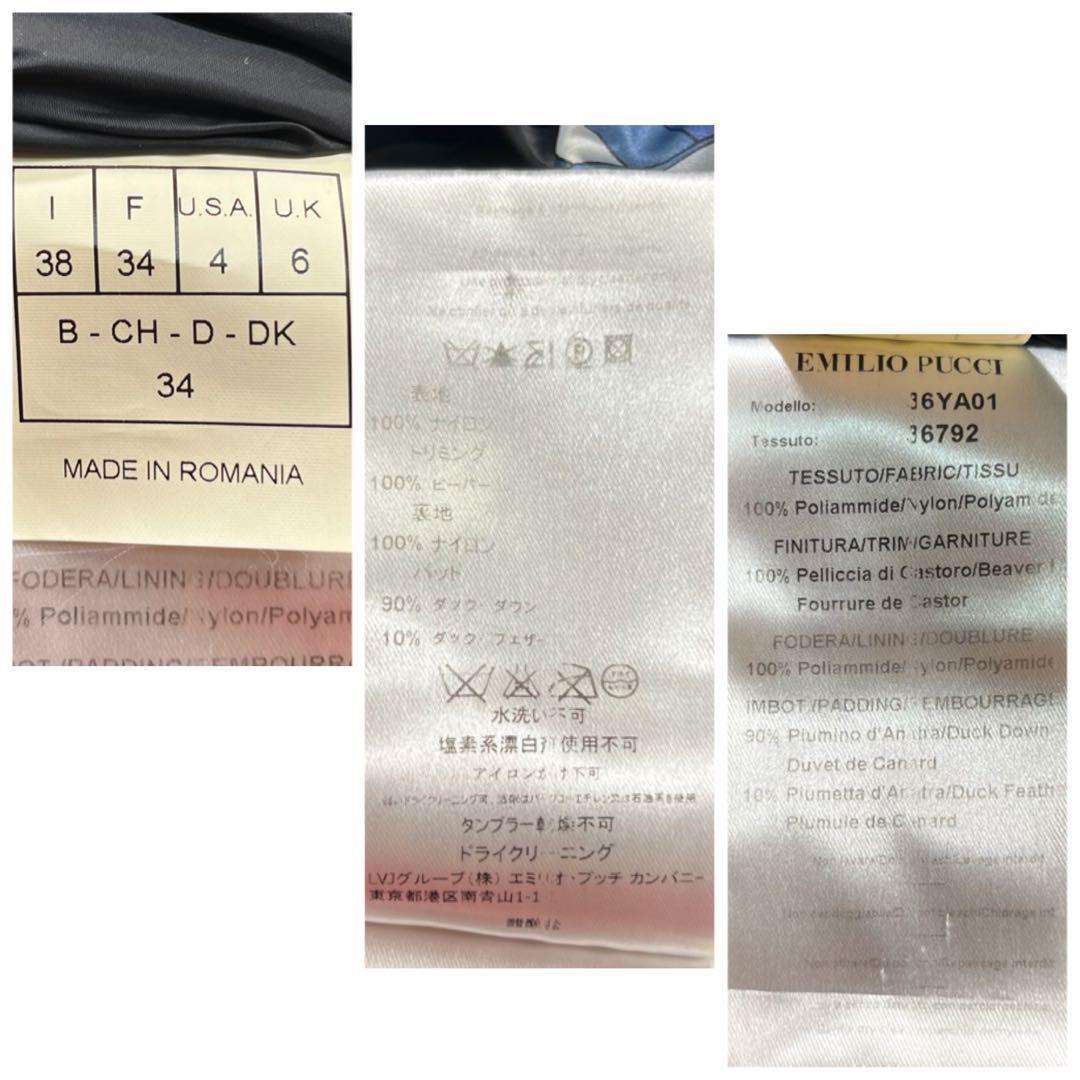 I F U.S.A. U.K
38 34 4 6
B - CH - D - DK
34
MADE IN ROMANIA
FODERA/LINING/DOUBLURE
% Poliammide/Nylon/Polyam
表地
100% ナイロン
トリミング
100% ビーバー
裏地
100% ナイロン
パット
90% ダック ダウン
10% ダック フェザー
水洗い不可
塩素系漂白剤使用不可
アイロンがけ不可
タンブラー乾燥不可
ドライクリーニング
LVJグループ(株) エミリオ・プッチ カンパニー
東京都港区南青山1-1
EMILIO PUCCI
Modello: 36YA01
Tessuto: 36792
TESSUTO/FABRIC/TISSU
100% Poliammide/Nylon/Polyamide
FINITURA/TRIM/GARNITURE
100% Pelliccia di Castoro/Beaver
Fourrure de Castor
FODERA/LINING/DOUBLURE
100% Poliammide/Nylon/Polyamide
IMBOT./PADDING/EMBOURRAGE
90% Piumino d'Anatra/Duck Down
Duvet de Canard
10% Piumetta d'Anatra/Duck Feath
Plumule de Canard